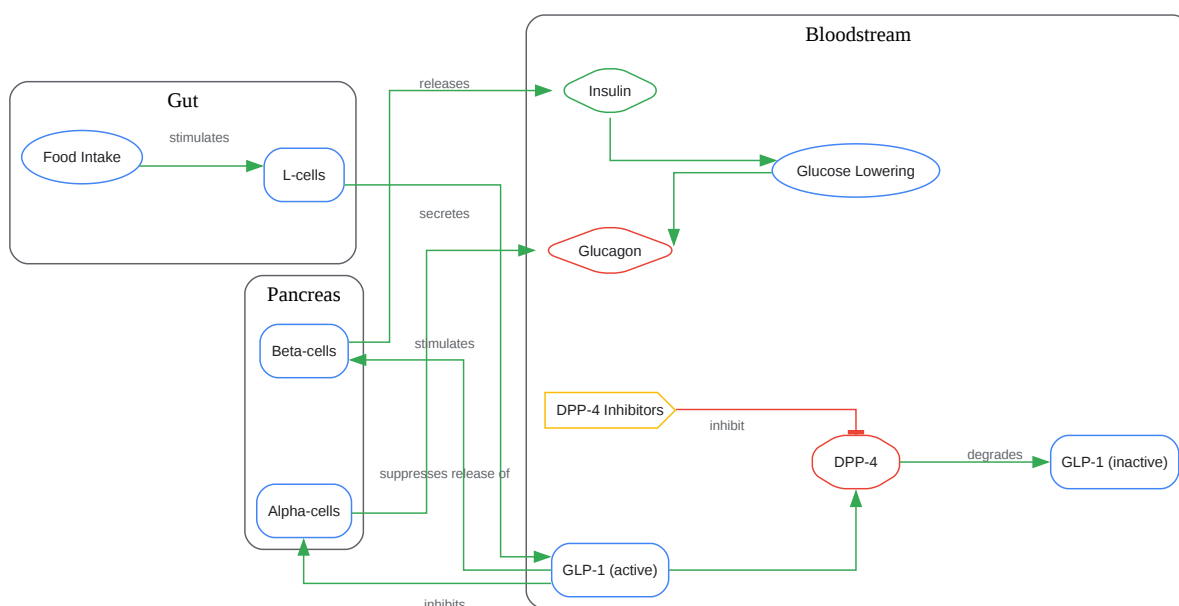 Bloodstream
releases
Insulin
Gut
stimulates
Food Intake
L-cells
Glucose Lowering
secretes
Glucagon
Pancreas
Beta-cells
stimulates
DPP-4 Inhibitors
inhibit
DPP-4
degrades
GLP-1 (inactive)
suppresses release of
Alpha-cells
GLP-1 (active)
inhibits